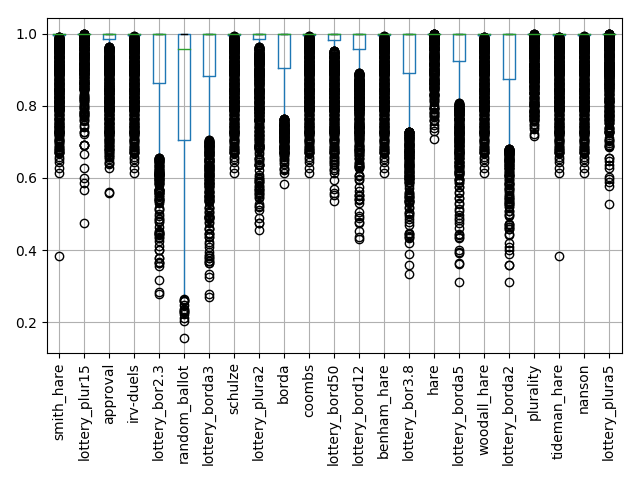 1.0
0.8
0.6
0.4
0.2
smith_hare
lottery_plur15
approval
irv-duels
lottery_bor2.3
random_ballot
lottery_borda3
schulze
lottery_plura2
borda
coombs
lottery_bord50
lottery_bord12
benham_hare
lottery_bor3.8
hare
lottery_borda5
woodall_hare
lottery_borda2
plurality
tideman_hare
nanson
lottery_plura5